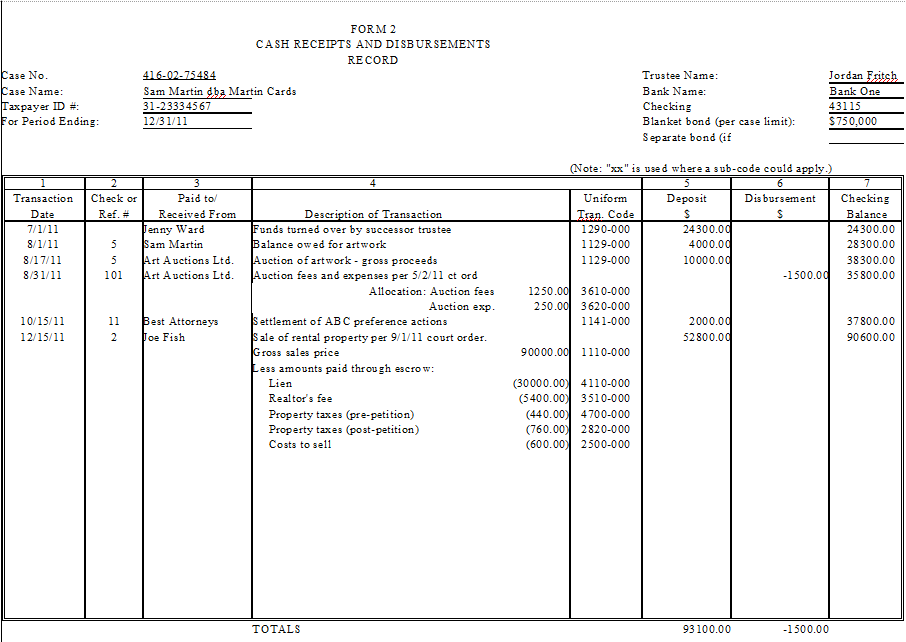 FORM 2
CASH RECEIPTS AND DISBURSEMENTS
RECORD
Case No. 416-02-75484 Trustee Name: Jordan Fritch
Case Name: Sam Martin dba Martin Cards Bank Name: Bank One
Taxpayer ID #: 31-23334567 Checking 43115
For Period Ending: 12/31/11 Blanket bond (per case limit): $750,000
Separate bond (if
(Note: "xx" is used where a sub-code could apply.)
1 2 3 4 5 6 7
Transaction Check or Paid to/ Uniform Deposit Disbursement Checking
Date Ref. # Received From Description of Transaction Tran. Code $ $ Balance
7/1/11 Jenny Ward Funds turned over by successor trustee 1290-000 24300.00 24300.00
8/1/11 5 Sam Martin Balance owed for artwork 1129-000 4000.00 28300.00
8/17/11 5 Art Auctions Ltd. Auction of artwork - gross proceeds 1129-000 10000.00 38300.00
8/31/11 101 Art Auctions Ltd. Auction fees and expenses per 5/2/11 ct ord -1500.00 35800.00
Allocation: Auction fees 1250.00 3610-000
Auction exp. 250.00 3620-000
10/15/11 11 Best Attorneys Settlement of ABC preference actions 1141-000 2000.00 37800.00
12/15/11 2 Joe Fish Sale of rental property per 9/1/11 court order. 52800.00 90600.00
Gross sales price 90000.00 1110-000
Less amounts paid through escrow:
Lien (30000.00) 4110-000
Realtor's fee (5400.00) 3510-000
Property taxes (pre-petition) (440.00) 4700-000
Property taxes (post-petition) (760.00) 2820-000
Costs to sell (600.00) 2500-000
TOTALS 93100.00 -1500.00